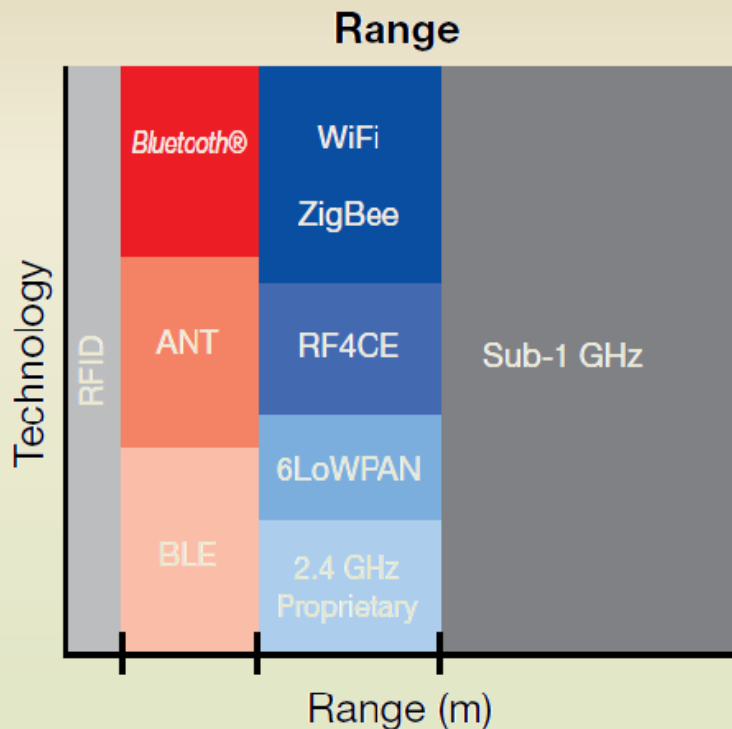 Range
Technology
RFID
Bluetooth®
ANT
BLE
WiFi
ZigBee
RF4CE
6LoWPAN
2.4 GHz
Proprietary
Sub-1 GHz
Range (m)